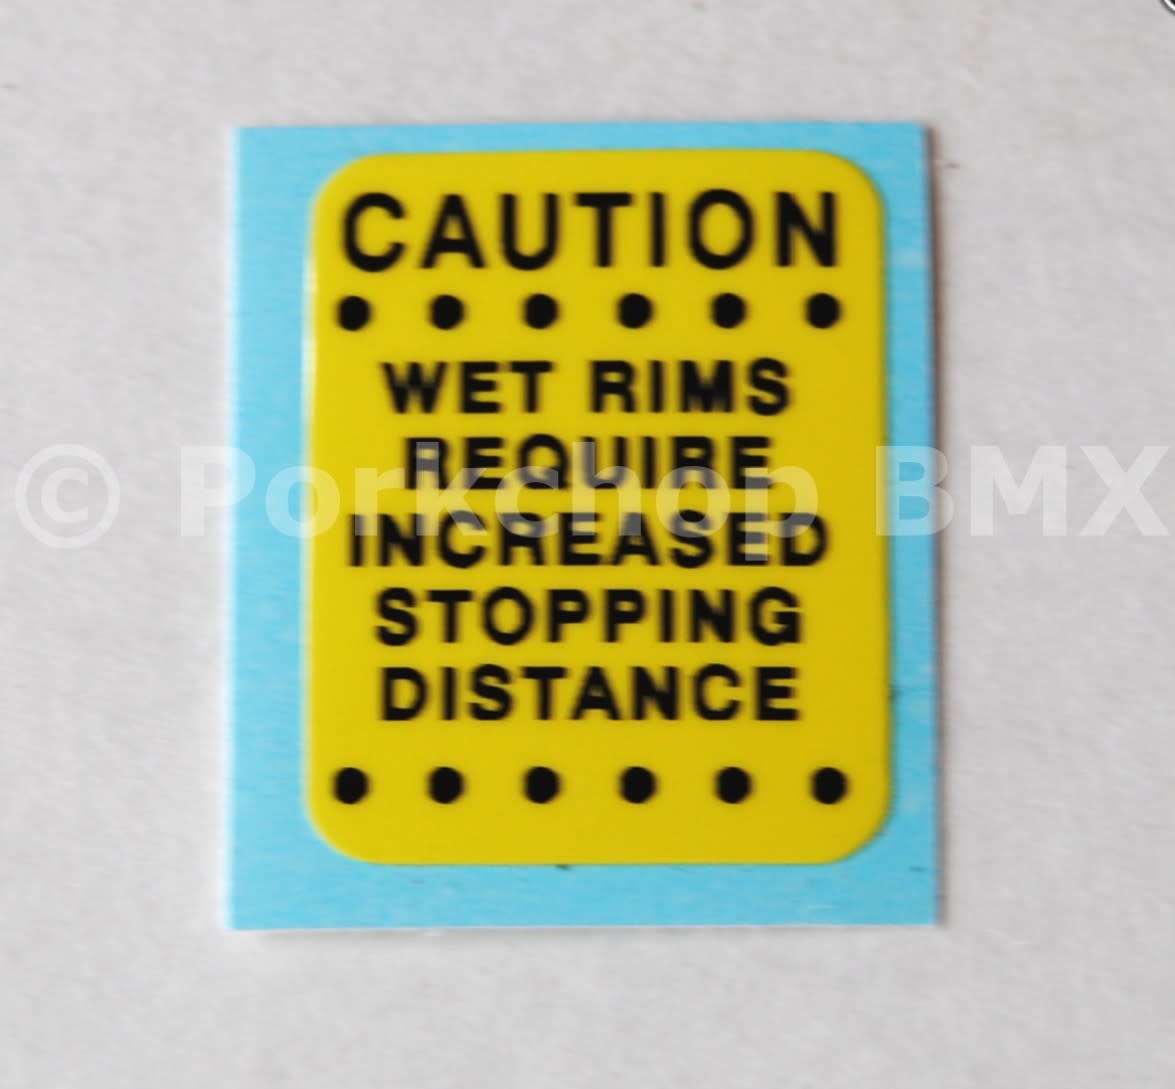 CAUTION
WET RIMS
REQUIRE
© Porkchop BMX
INCREASED
STOPPING
DISTANCE